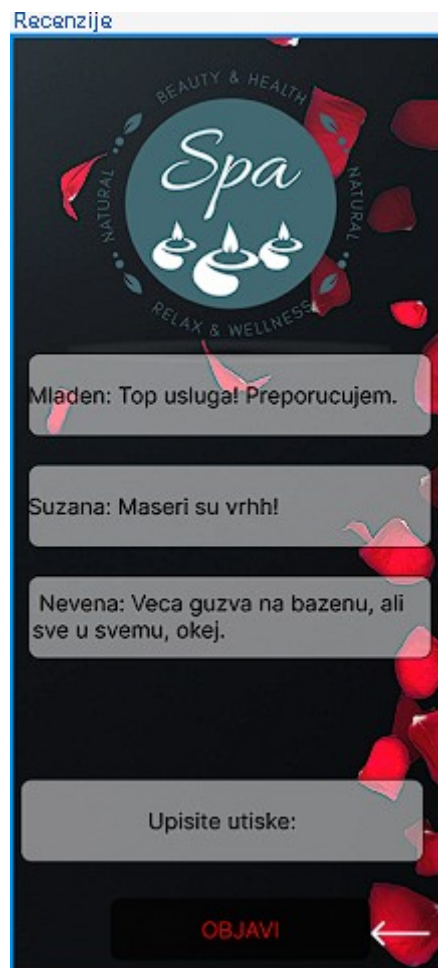 Recenzije
BEAUTY & HEALTH
NATURAL
Spa
NATURAL
RELAX & WELLNESS
Mladen: Top usluga! Preporucujem.
Suzana: Maseri su vrhh!
Nevena: Veca guzva na bazenu, ali
sve u svemu, okej.
Upisite utiske:
OBJAVI